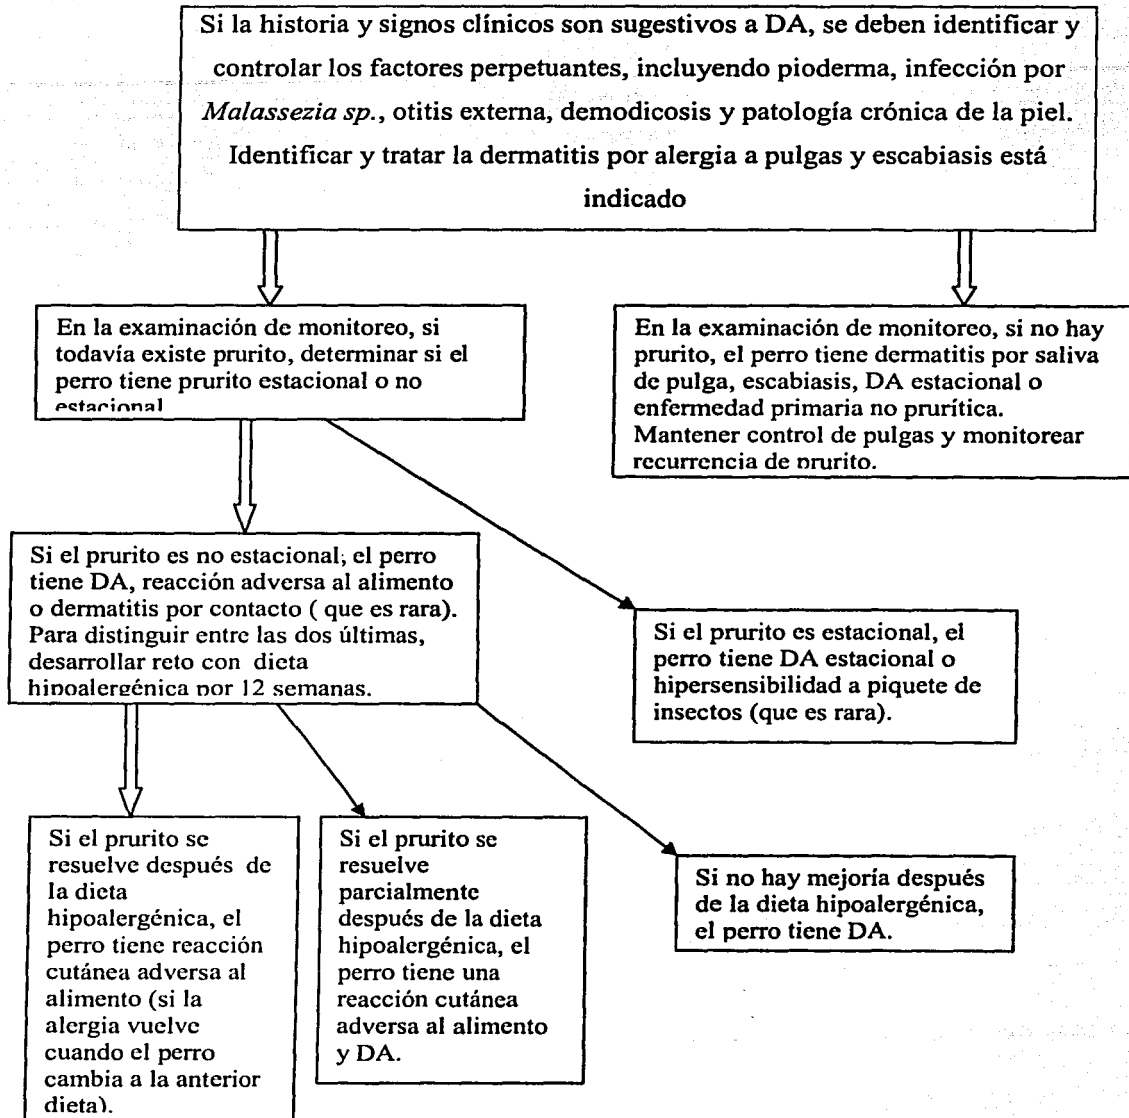 Si la historia y signos clínicos son sugestivos a DA, se deben identificar y
controlar los factores perpetuantes, incluyendo pioderma, infección por
Malassezia sp., otitis externa, demodicosis y patología crónica de la piel.
Identificar y tratar la dermatitis por alergia a pulgas y escabiasis está
indicado
En la examinación de monitoreo, si
todavía existe prurito, determinar si el
perro tiene prurito estacional o no
estacional
En la examinación de monitoreo, si no hay
prurito, el perro tiene dermatitis por saliva
de pulga, escabiasis, DA estacional o
enfermedad primaria no prurítica.
Mantener control de pulgas y monitorear
recurrencia de prurito.
Si el prurito es no estacional, el perro
tiene DA, reacción adversa al alimento
o dermatitis por contacto ( que es rara).
Para distinguir entre las dos últimas,
desarrollar reto con dieta
hipoalergénica por 12 semanas.
Si el prurito es estacional, el
perro tiene DA estacional o
hipersensibilidad a piquete de
insectos (que es rara).
Si el prurito se
resuelve después de
la dieta
hipoalergénica, el
perro tiene reacción
cutánea adversa al
alimento (si la
alergia vuelve
cuando el perro
cambia a la anterior
dieta).
Si el prurito se
resuelve
parcialmente
después de la dieta
hipoalergénica, el
perro tiene una
reacción cutánea
adversa al alimento
y DA.
Si no hay mejoría después
de la dieta hipoalergénica,
el perro tiene DA.